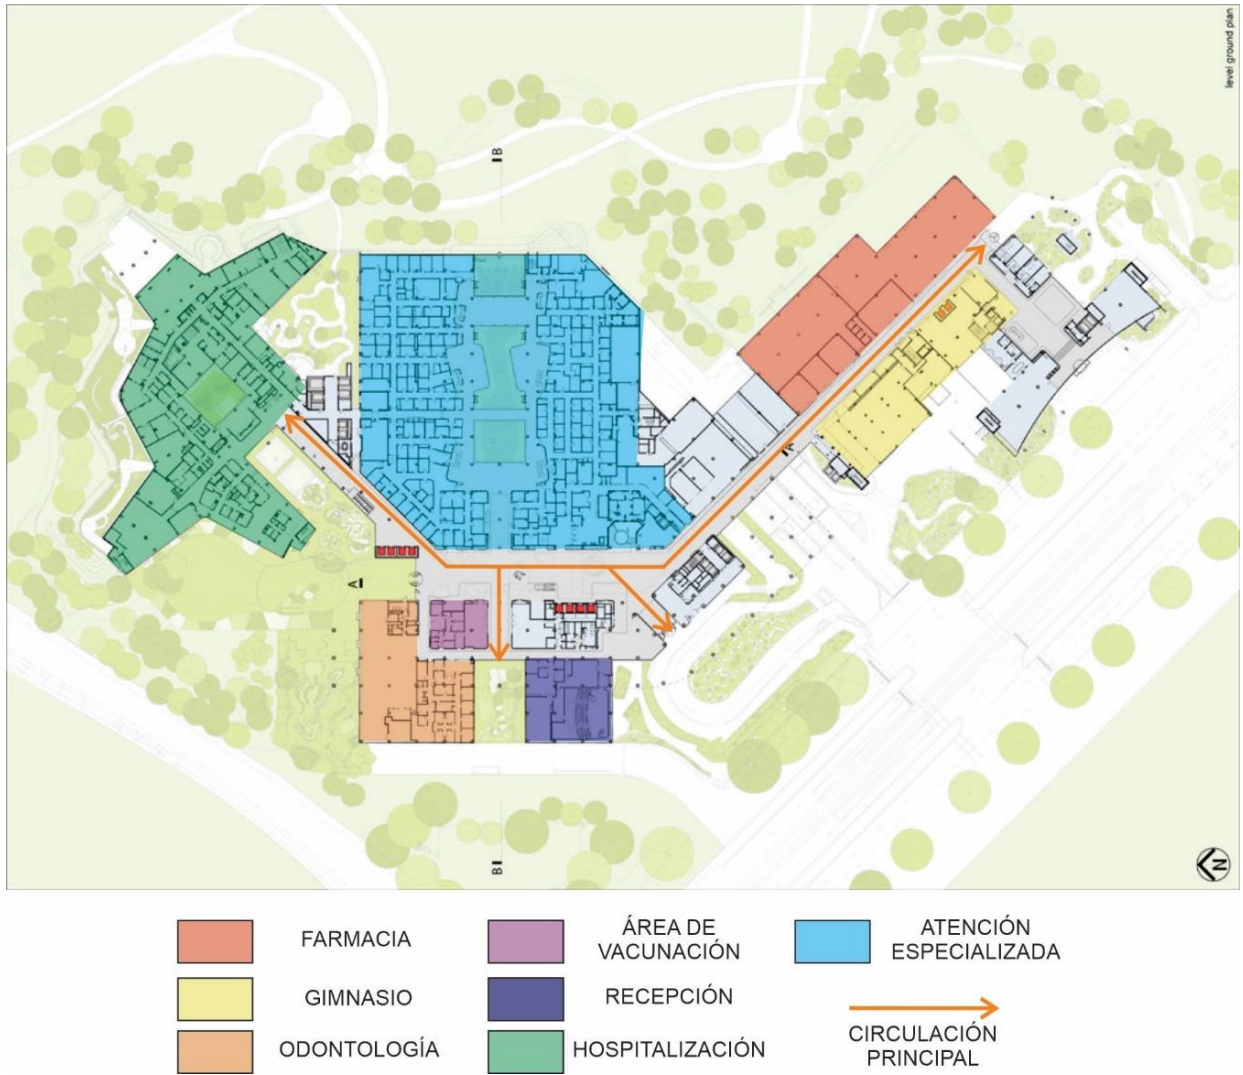 level ground plan
B
A
A
B
N
FARMACIA
ÁREA DE
VACUNACIÓN
ATENCIÓN
ESPECIALIZADA
GIMNASIO
RECEPCIÓN
ODONTOLOGÍA
HOSPITALIZACIÓN
CIRCULACIÓN
PRINCIPAL